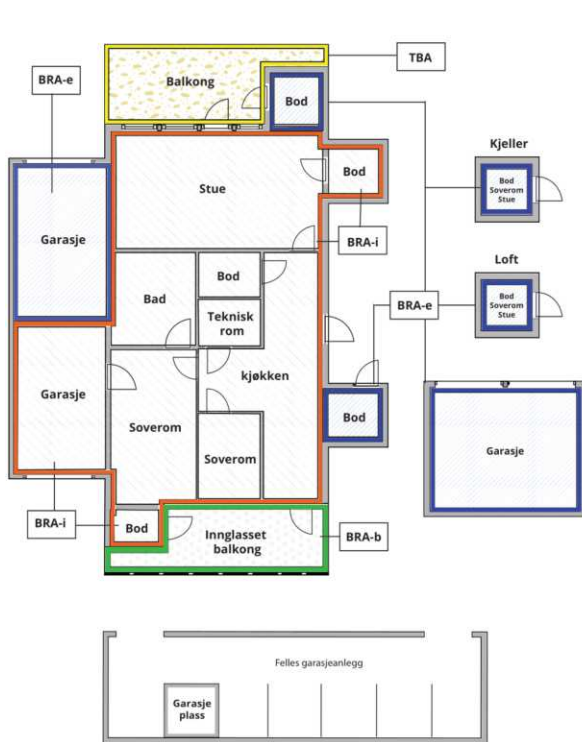 TBA
Balkong
BRA-e
Bod
Kjeller
Bod
Soverom
Stue
Stue
Bod
Garasje
BRA-i
Loft
Bod
Bad
Teknisk
rom
BRA-e
Bod
Soverom
Stue
kjøkken
Garasje
Bod
Soverom
Soverom
Garasje
BRA-i
Bod
Innglasset
balkong
BRA-b
Felles garasjeanlegg
Garasje
plass